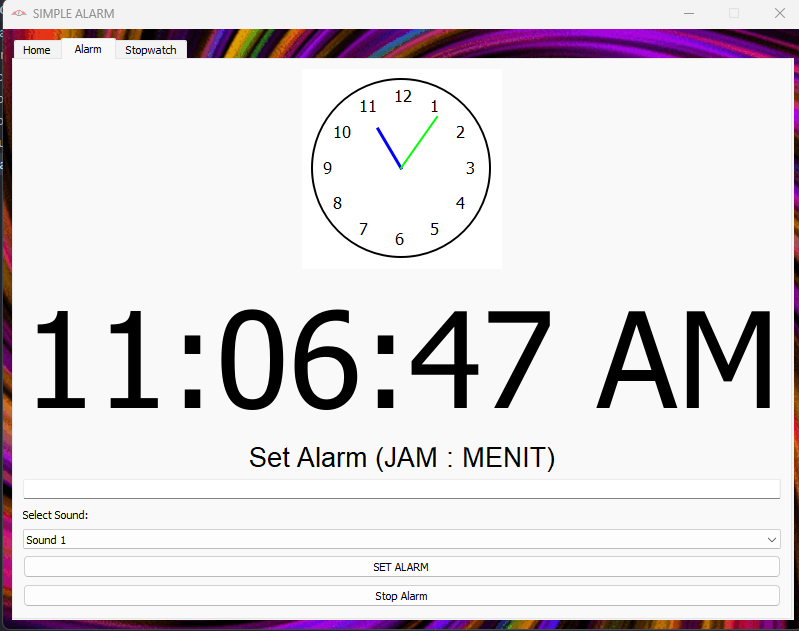 SIMPLE ALARM
Home Alarm Stopwatch
12
11 1
10 2
9 3
8 4
7 5
6
11:06:47 AM
Set Alarm (JAM : MENIT)
Select Sound:
Sound 1
SET ALARM
Stop Alarm